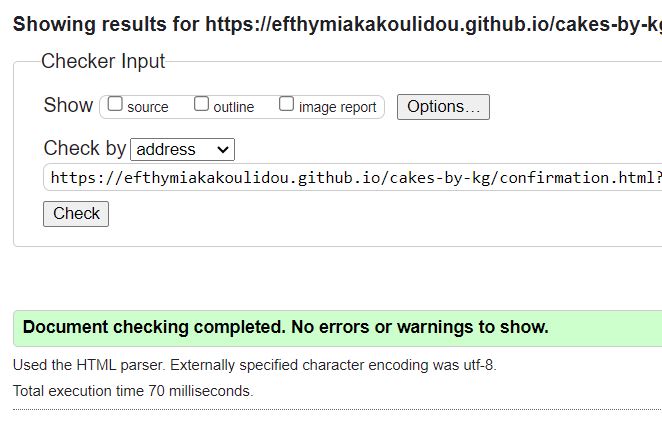 Showing results for https://efthymiakakoulidou.github.io/cakes-by-kg
Checker Input
Show source outline image report Options...
Check by address
https://efthymiakakoulidou.github.io/cakes-by-kg/confirmation.html?
Check
Document checking completed. No errors or warnings to show.
Used the HTML parser. Externally specified character encoding was utf-8.
Total execution time 70 milliseconds.